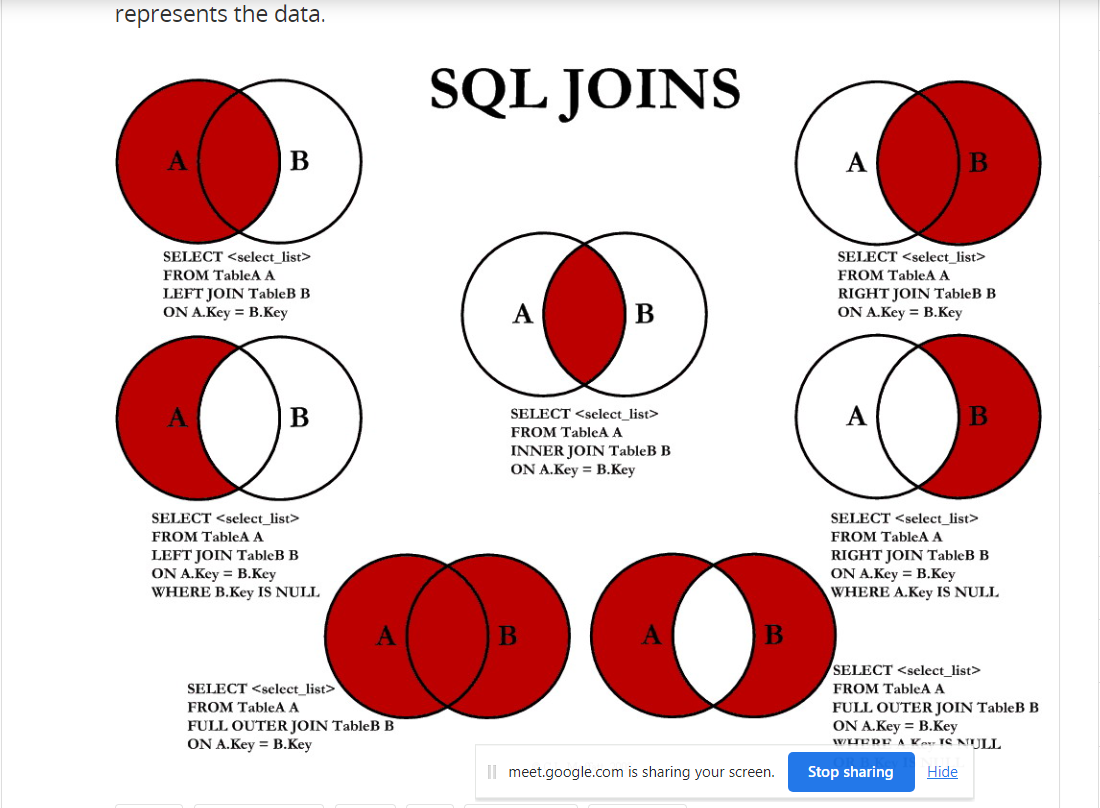 represents the data.
SQL JOINS
A B
SELECT <select_list>
FROM TableA A
LEFT JOIN TableB B
ON A.Key = B.Key
A B
SELECT <select_list>
FROM TableA A
RIGHT JOIN TableB B
ON A.Key = B.Key
A B
SELECT <select_list>
FROM TableA A
INNER JOIN TableB B
ON A.Key = B.Key
A B
SELECT <select_list>
FROM TableA A
LEFT JOIN TableB B
ON A.Key = B.Key
WHERE B.Key IS NULL
A B
SELECT <select_list>
FROM TableA A
RIGHT JOIN TableB B
ON A.Key = B.Key
WHERE A.Key IS NULL
A B
SELECT <select_list>
FROM TableA A
FULL OUTER JOIN TableB B
ON A.Key = B.Key
A B
SELECT <select_list>
FROM TableA A
FULL OUTER JOIN TableB B
ON A.Key = B.Key
WHERE A.Key IS NULL
meet.google.com is sharing your screen.
Stop sharing
Hide